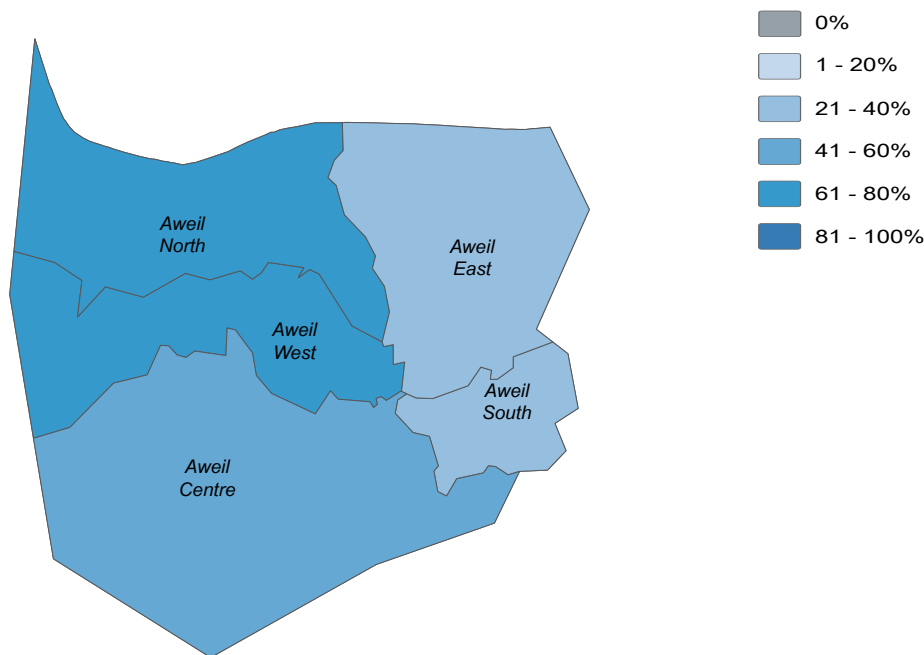 0%
1 - 20%
21 - 40%
41 - 60%
61 - 80%
81 - 100%
Aweil
North
Aweil
East
Aweil
West
Aweil
South
Aweil
Centre